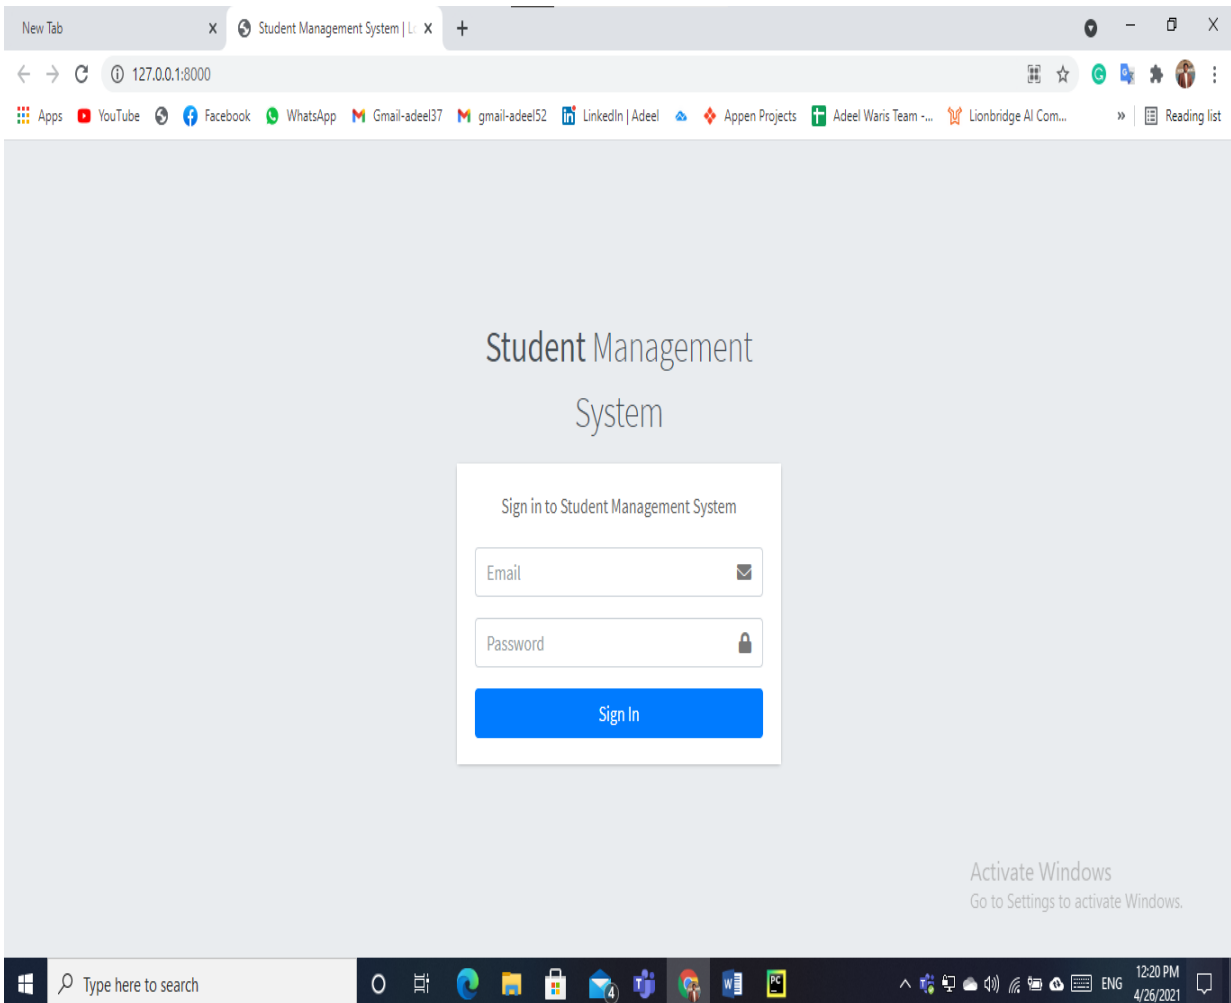 New Tab
Student Management System | Lo
127.0.0.1:8000
Apps YouTube Facebook WhatsApp Gmail-adeel37 gmail-adeel52 LinkedIn | Adeel Appen Projects Adeel Waris Team -... Lionbridge AI Com... » Reading list
Student Management
System
Sign in to Student Management System
Email
Password
Sign In
Activate Windows
Go to Settings to activate Windows.
Type here to search
4
W
PC
ENG
12:20 PM
4/26/2021